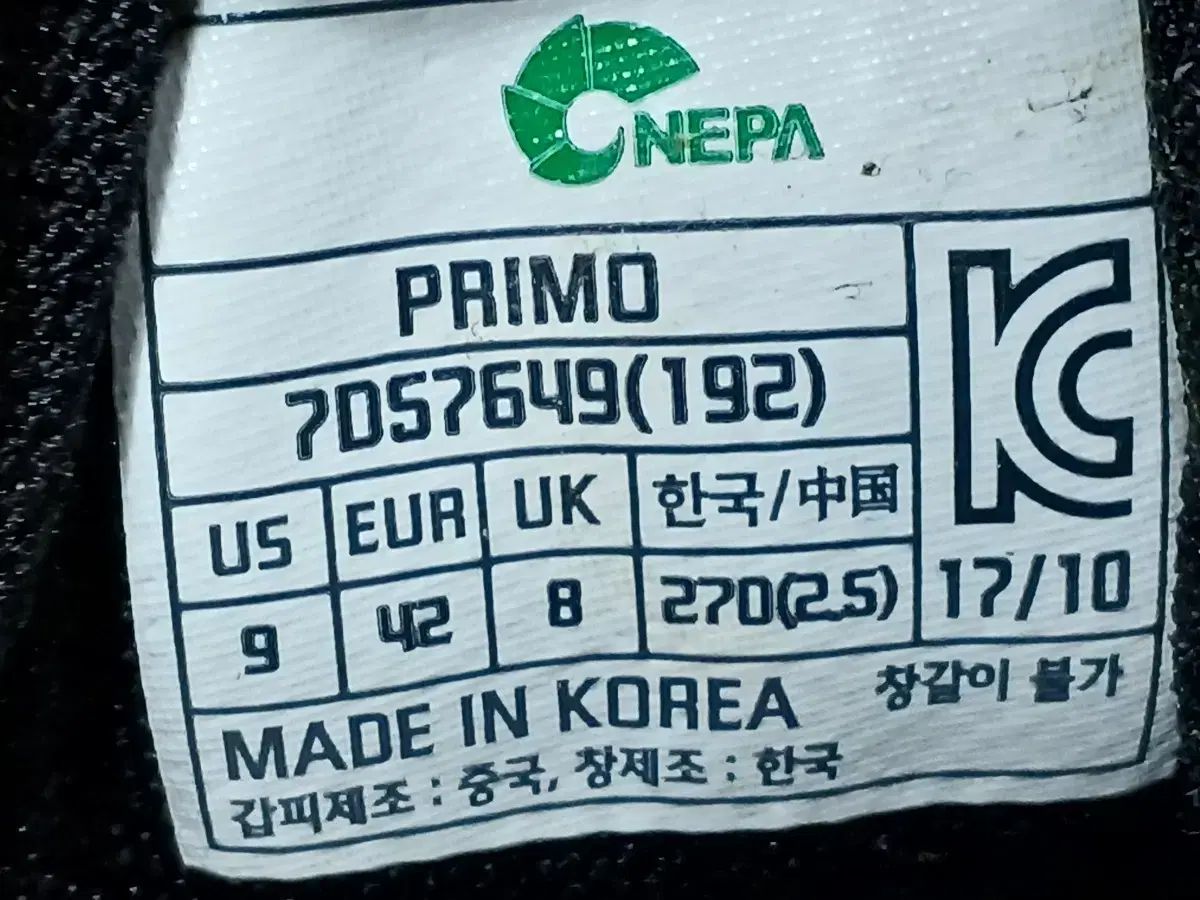 NEPA
PRIMO
7DS7649(192)
US EUR UK 한국/中国
9 42 8 270(2.5)
KC
17/10
MADE IN KOREA
창갈이 불가
갑피제조 : 중국, 창제조 : 한국